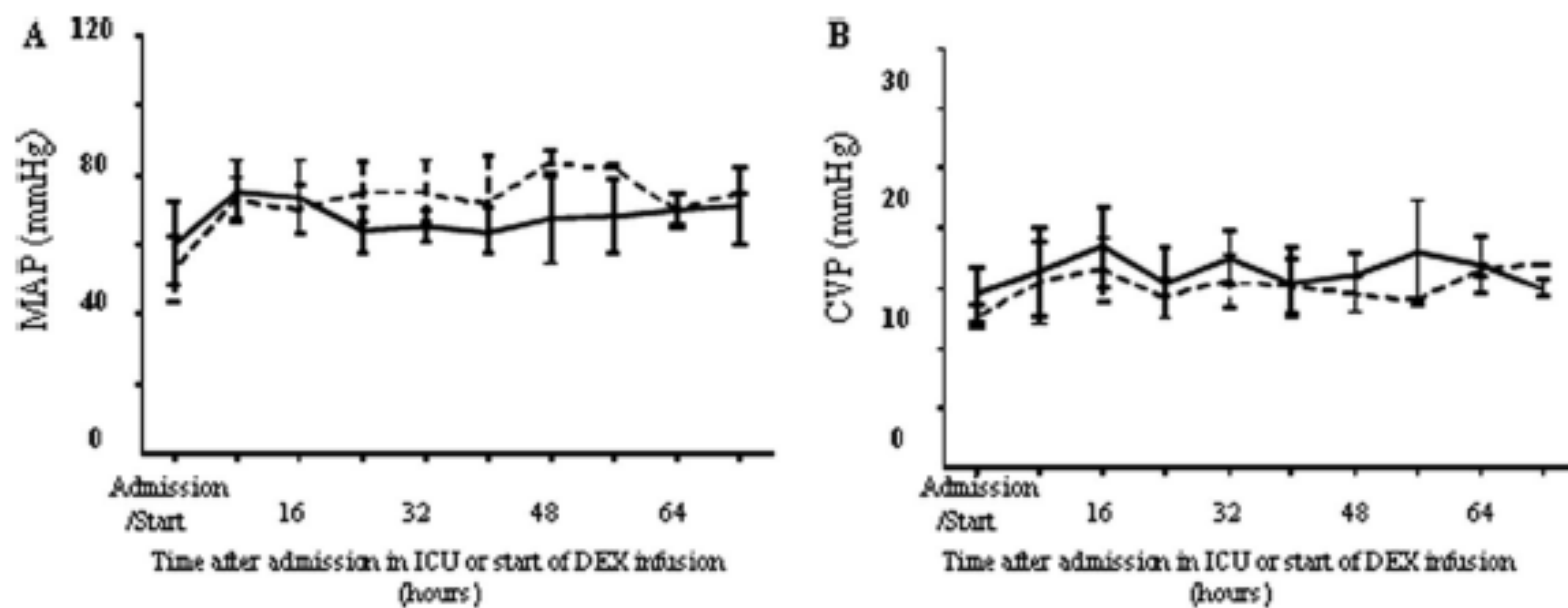 A
120
80
40
0
MAP (mmHg)
Admission
/Start 16 32 48 64
Time after admission in ICU or start of DEX infusion
(hours)
B
30
20
10
0
CVP (mmHg)
Admission
/Start 16 32 48 64
Time after admission in ICU or start of DEX infusion
(hours)